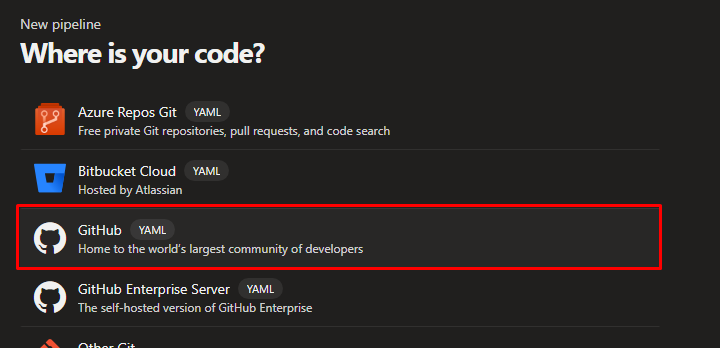 New pipeline
Where is your code?
Azure Repos Git YAML
Free private Git repositories, pull requests, and code search
Bitbucket Cloud YAML
Hosted by Atlassian
GitHub YAML
Home to the world's largest community of developers
GitHub Enterprise Server YAML
The self-hosted version of GitHub Enterprise
Other Git